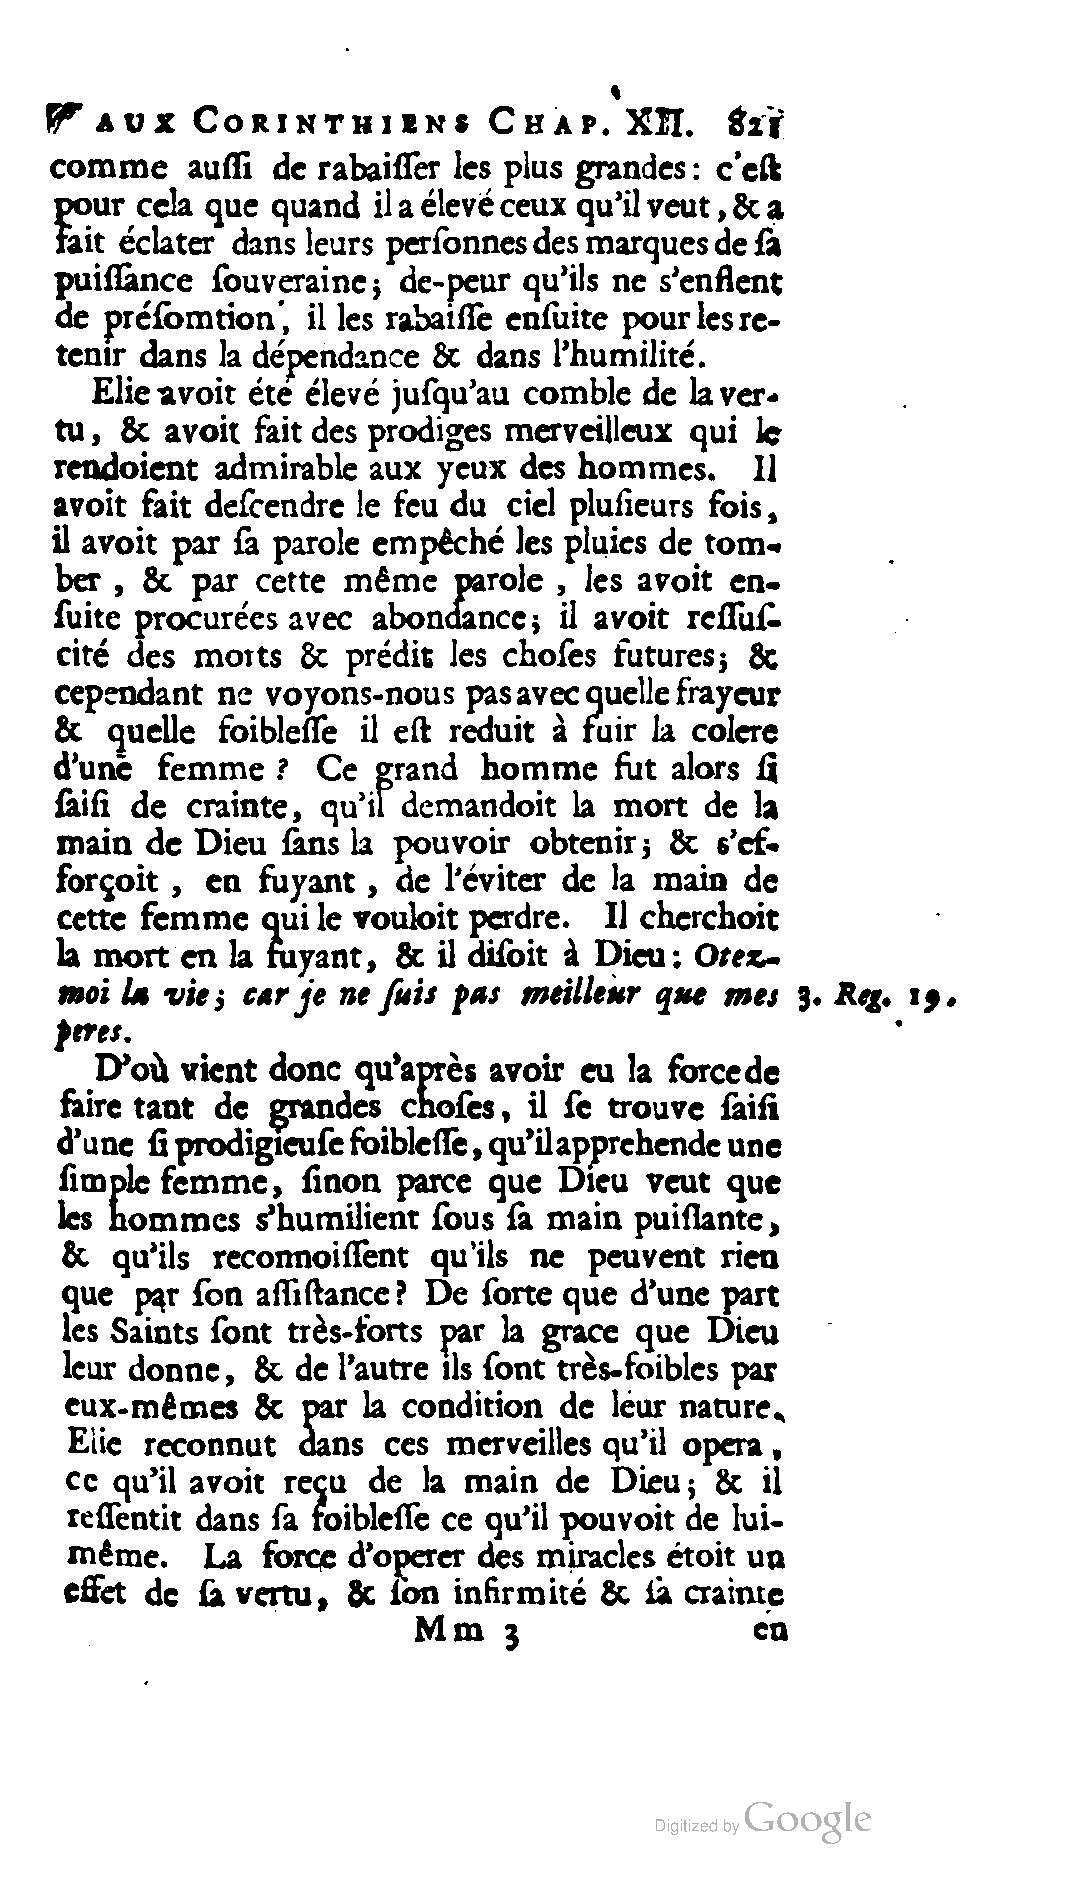 AUX CORINTHIENS CHAP. XII. 821
comme auſſi de rabaiſſer les plus grandes: c'eſt
pour cela que quand il a élevé ceux qu'il veut, & a
fait éclater dans leurs perſonnes des marques de ſa
puiſſance ſouveraine; de-peur qu'ils ne s'enflent
de préſomtion, il les rabaiſſe enſuite pour les re-
tenir dans la dépendance & dans l'humilité.
Elie avoit été élevé juſqu'au comble de la ver-
tu, & avoit fait des prodiges merveilleux qui le
rendoient admirable aux yeux des hommes. Il
avoit fait deſcendre le feu du ciel pluſieurs fois,
il avoit par ſa parole empêché les pluies de tom-
ber , & par cette même parole , les avoit en-
ſuite procurées avec abondance; il avoit reſſuſ-
cité des morts & prédit les choſes futures; &
cependant ne voyons-nous pas avec quelle frayeur
& quelle foibleſſe il eſt reduit à fuir la colere
d'une femme ? Ce grand homme fut alors ſi
ſaiſi de crainte, qu'il demandoit la mort de la
main de Dieu ſans la pouvoir obtenir; & s'ef-
forçoit , en fuyant , de l'éviter de la main de
cette femme qui le vouloit perdre. Il cherchoit
la mort en la fuyant, & il diſoit à Dieu: Otez-
moi la vie; car je ne ſuis pas meilleur que mes 3. Reg. 19.
peres.
D'où vient donc qu'après avoir eu la force de
faire tant de grandes choſes, il ſe trouve ſaiſi
d'une ſi prodigieuſe foibleſſe, qu'il apprehende une
ſimple femme, ſinon parce que Dieu veut que
les hommes s'humilient ſous ſa main puiſſante,
& qu'ils reconnoiſſent qu'ils ne peuvent rien
que par ſon aſſiſtance? De ſorte que d'une part
les Saints ſont très-forts par la grace que Dieu
leur donne, & de l'autre ils ſont très-foibles par
eux-mêmes & par la condition de leur nature.
Elie reconnut dans ces merveilles qu'il opera,
ce qu'il avoit reçu de la main de Dieu; & il
reſſentit dans ſa foibleſſe ce qu'il pouvoit de lui-
même. La force d'operer des miracles étoit un
effet de ſa vertu, & ſon infirmité & ſa crainte
Mm 3 en
Digitized by Google